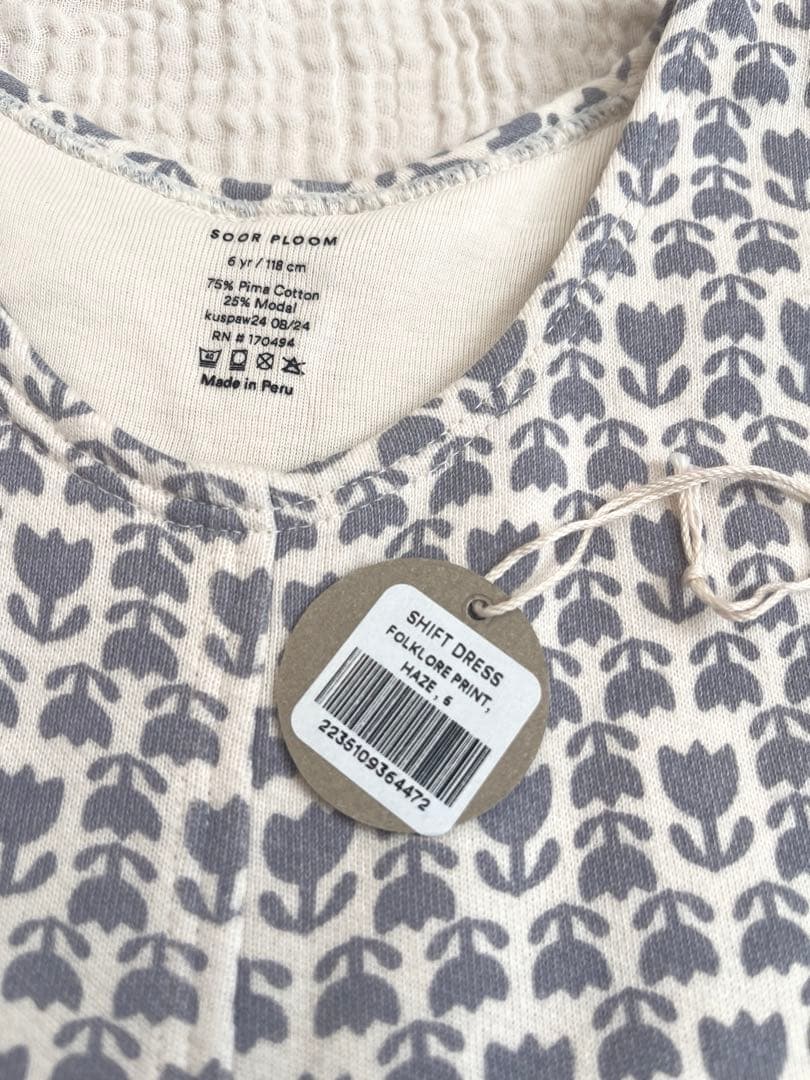 SOOR PLOOM
6 yr / 118 cm
75% Pima Cotton
25% Modal
kuspaw24 08/24
RN # 170494
40
Made in Peru
SHIFT DRESS
FOLKLORE PRINT,
HAZE , 6
2235109364472